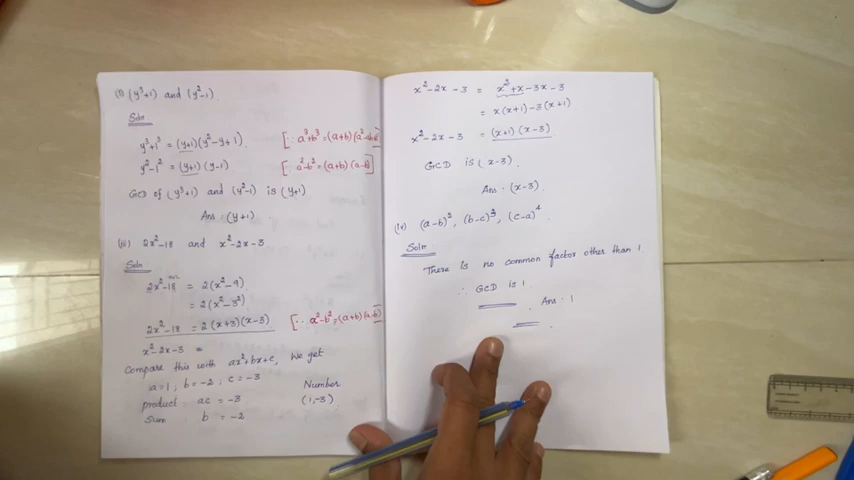 (ii) (y³+1) and (y²-1).
Soln
y³+1³ = (y+1)(y²-y+1) [∵ a³+b³=(a+b)(a²-ab+b²)]
y²-1² = (y+1)(y-1) [∵ a²-b²=(a+b)(a-b)]
GCD of (y³+1) and (y²-1) is (y+1)
Ans : (y+1)
(iii) 2x²-18 and x²-2x-3
Soln
2x²-18 = 2(x²-9)
= 2(x²-3²)
2x²-18 = 2(x+3)(x-3) [∵ a²-b²=(a+b)(a-b)]
x²-2x-3 =
Compare this with ax²+bx+c, we get
a=1, b=-2, c=-3 Number
product ac = -3 (1,-3)
Sum b = -2
x²-2x-3 = x²+x-3x-3
= x(x+1)-3(x+1)
x²-2x-3 = (x+1)(x-3)
GCD is (x-3).
Ans : (x-3).
(iv) (a-b)², (b-c)³, (c-a)⁴
Soln
There is no common factor other than 1.
∴ GCD is 1.
Ans : 1